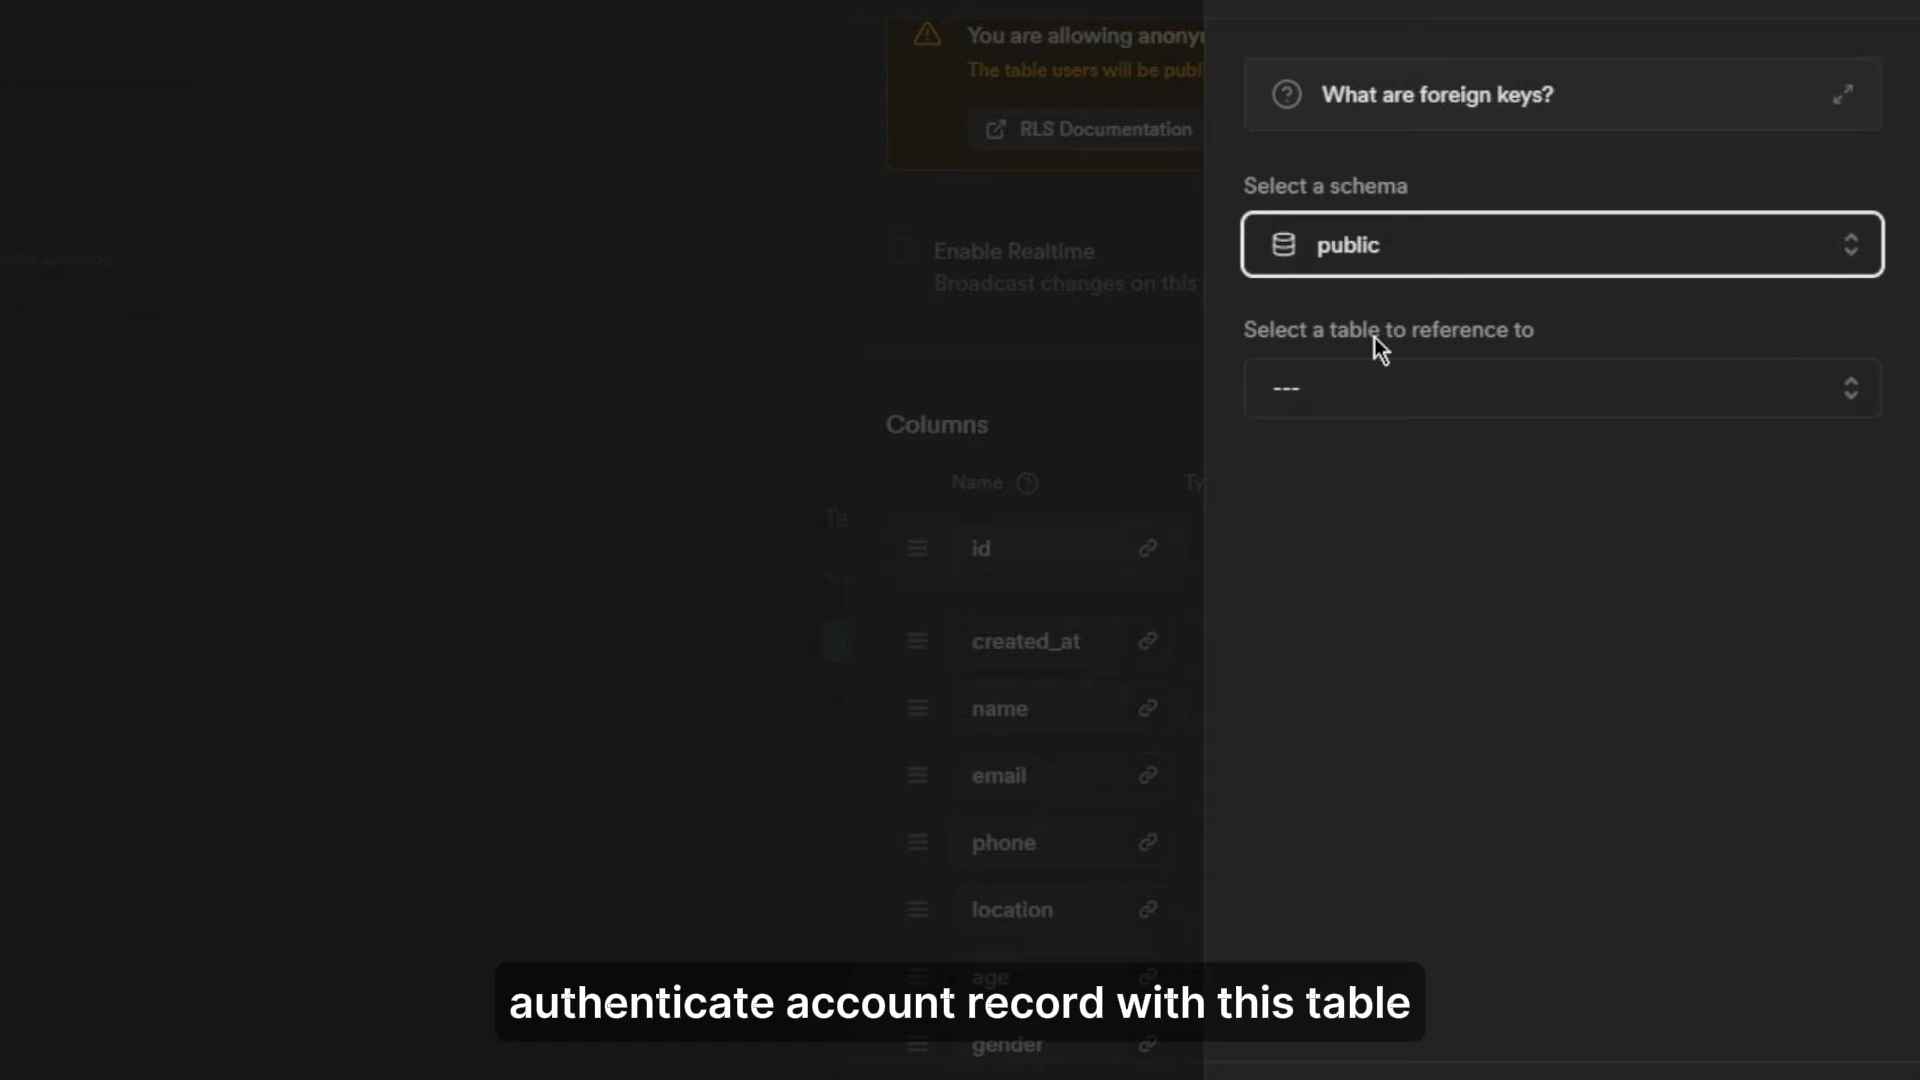 You are allowing anony
The table users will be publ
RLS Documentation
Enable Realtime
Broadcast changes on this
Columns
Name
Ty
Ta
id
created_at
name
email
phone
location
age
gender
What are foreign keys?
Select a schema
public
Select a table to reference to
---
authenticate account record with this table